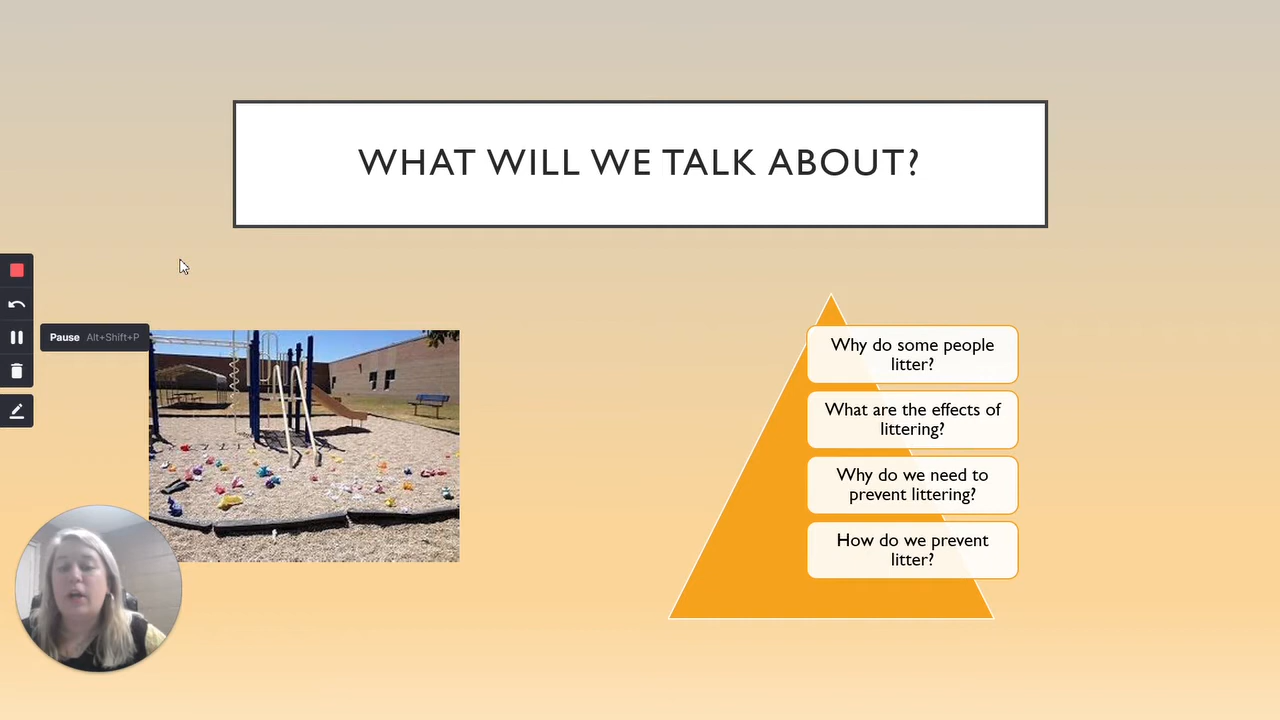 WHAT WILL WE TALK ABOUT?
Pause Alt+Shift+P
Why do some people
litter?
What are the effects of
littering?
Why do we need to
prevent littering?
How do we prevent
litter?